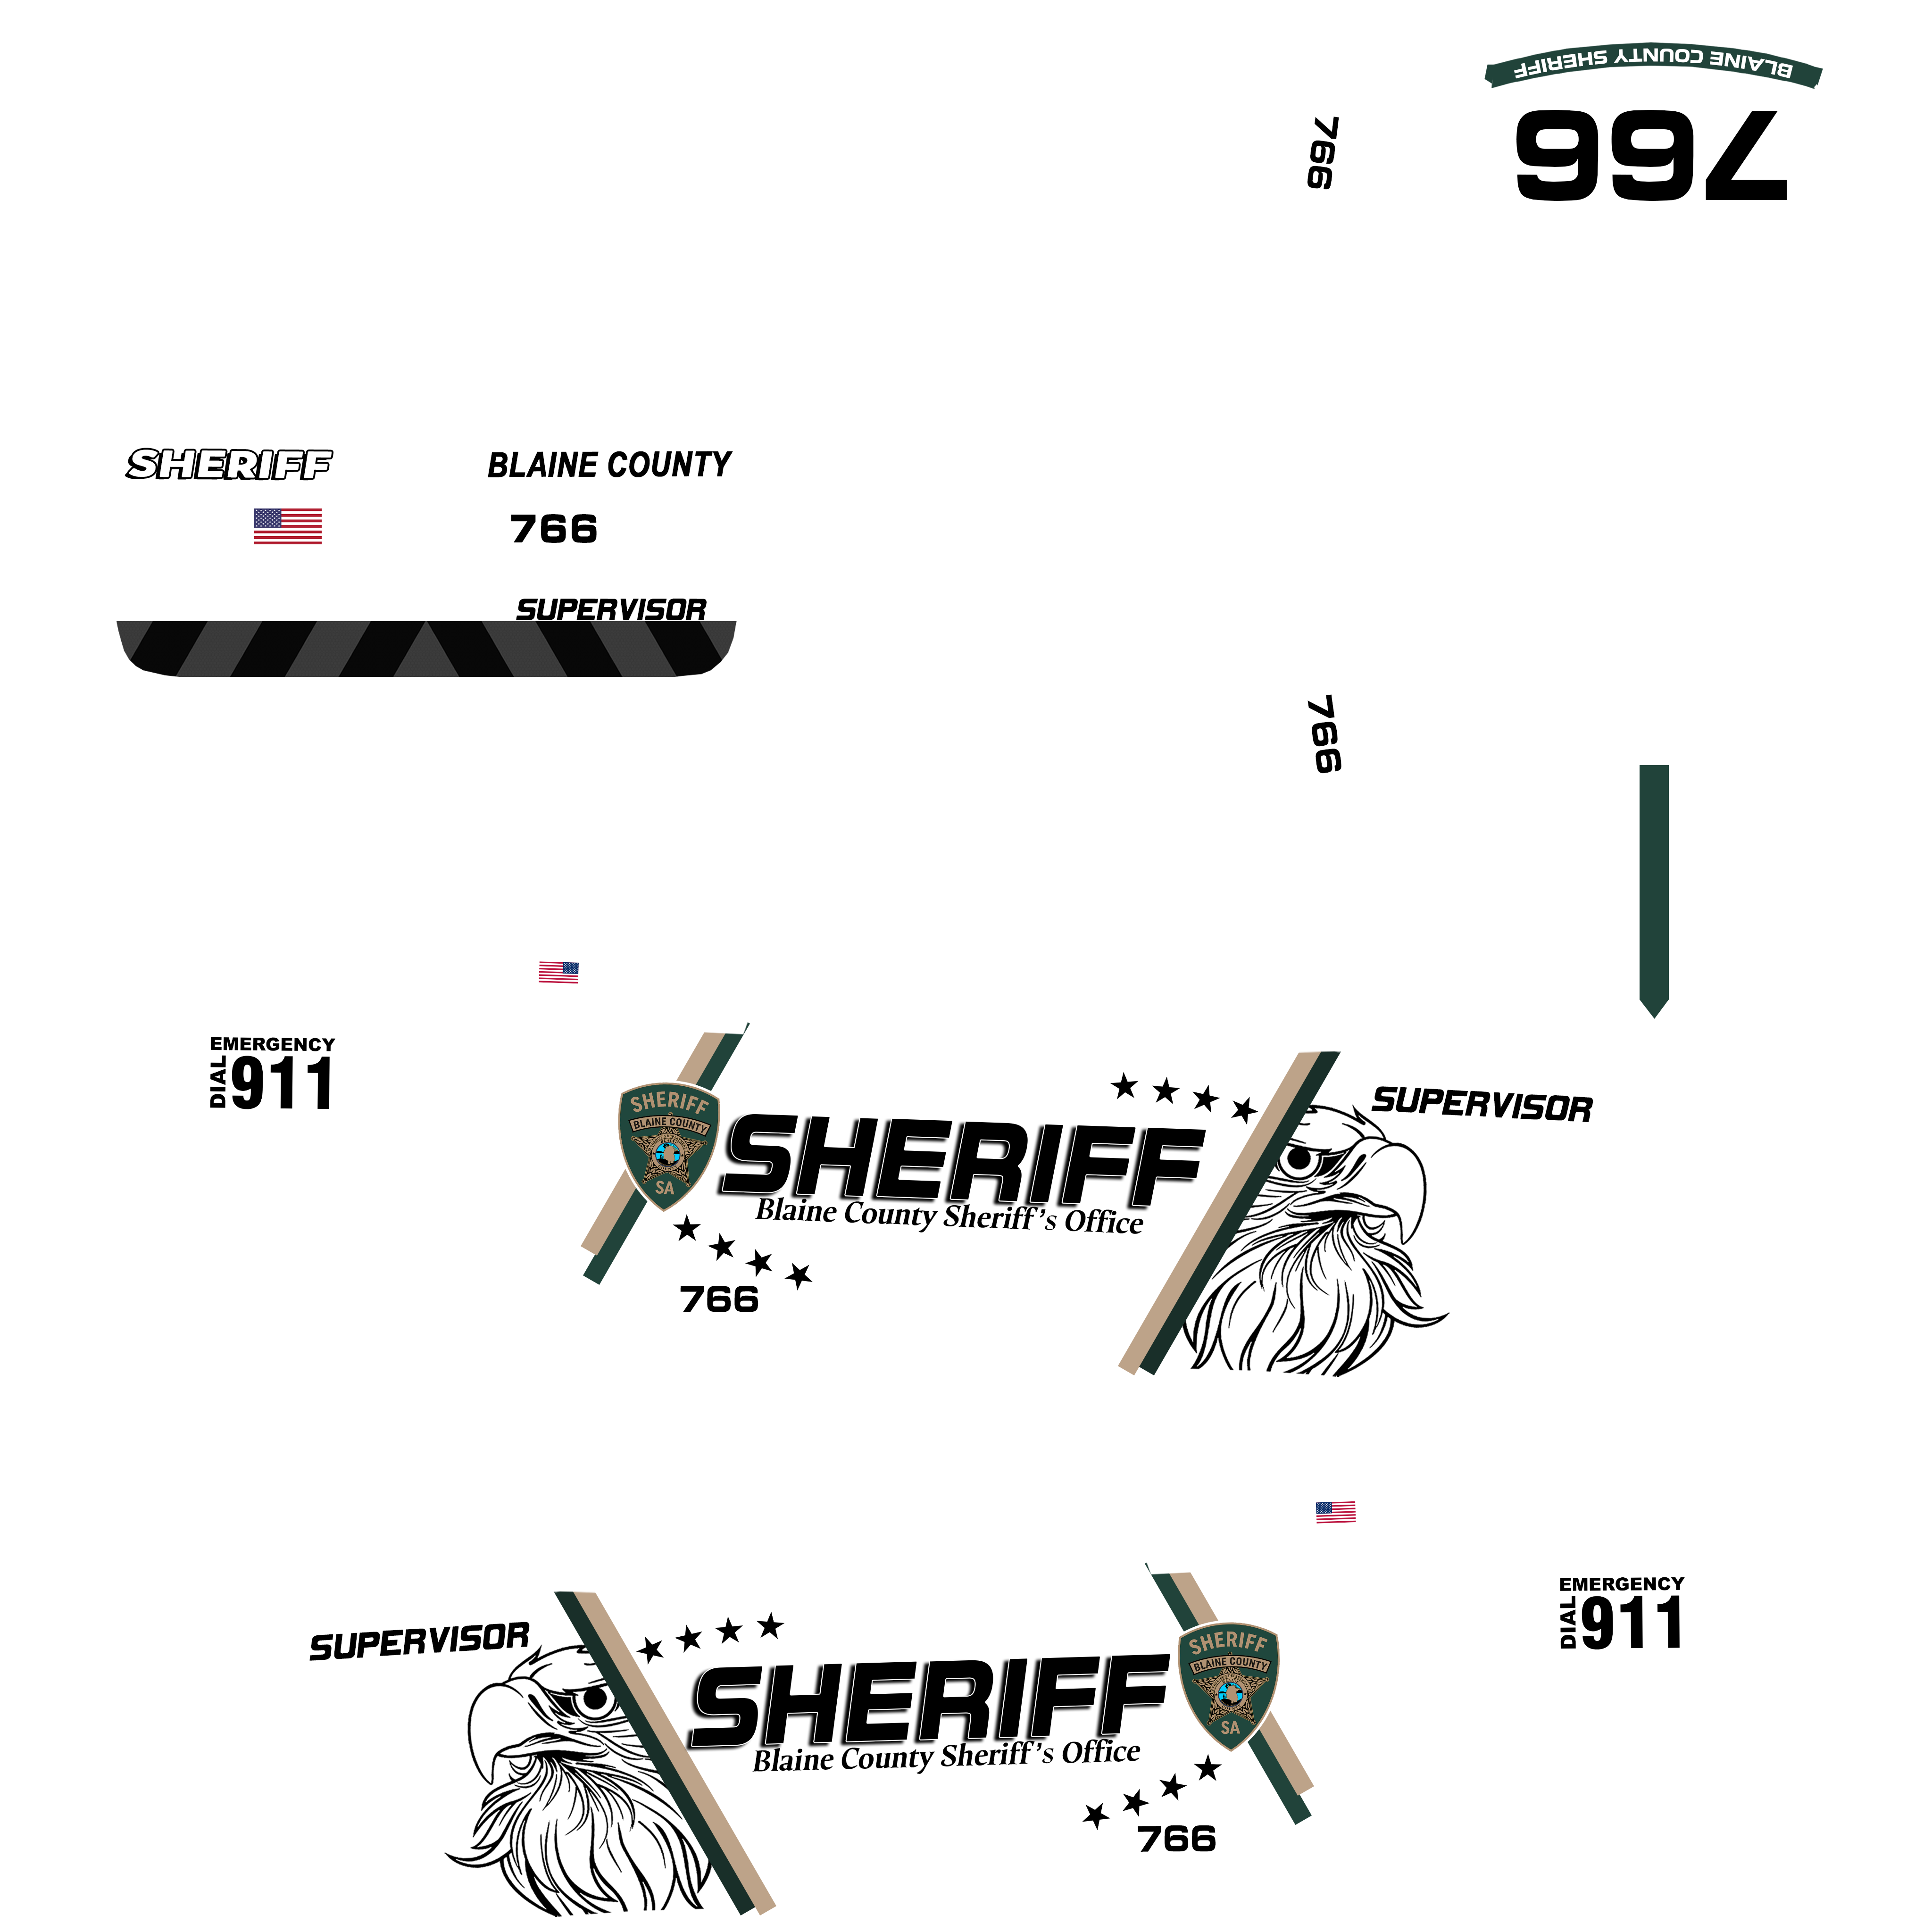 BLAINE COUNTY SHERIFF
766
766
SHERIFF
BLAINE COUNTY
766
SUPERVISOR
766
EMERGENCY
DIAL
911
SHERIFF
BLAINE COUNTY
SA
SHERIFF
Blaine County Sheriff's Office
766
SUPERVISOR
SUPERVISOR
SHERIFF
Blaine County Sheriff's Office
SHERIFF
BLAINE COUNTY
SA
766
EMERGENCY
DIAL
911